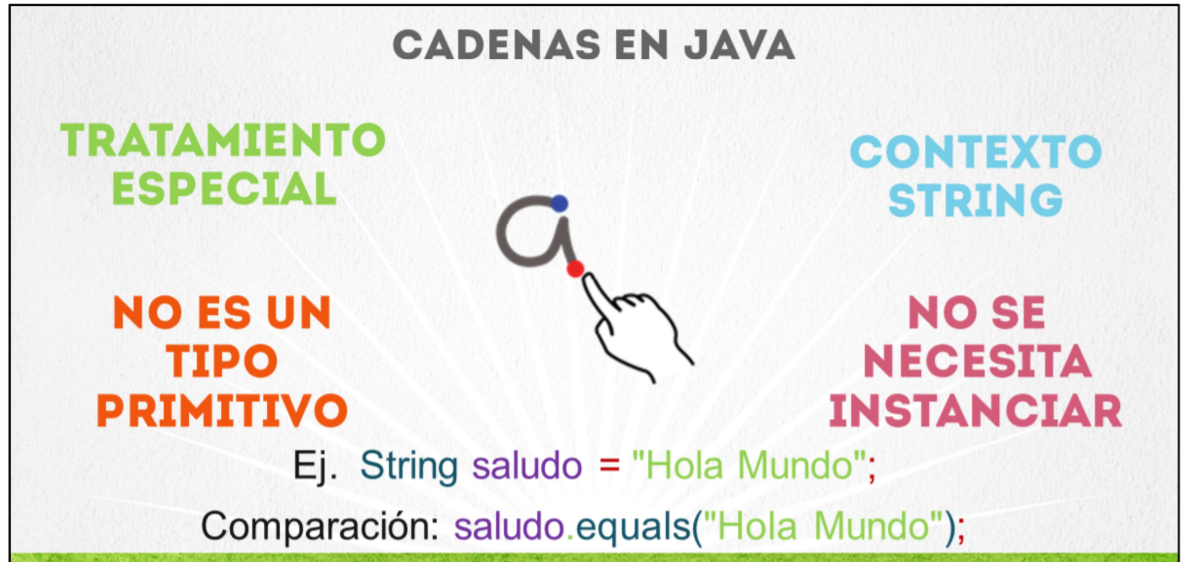 CADENAS EN JAVA
TRATAMIENTO
ESPECIAL
CONTEXTO
STRING
a
NO ES UN
TIPO
PRIMITIVO
NO SE
NECESITA
INSTANCIAR
Ej. String saludo = "Hola Mundo";
Comparación: saludo.equals("Hola Mundo");